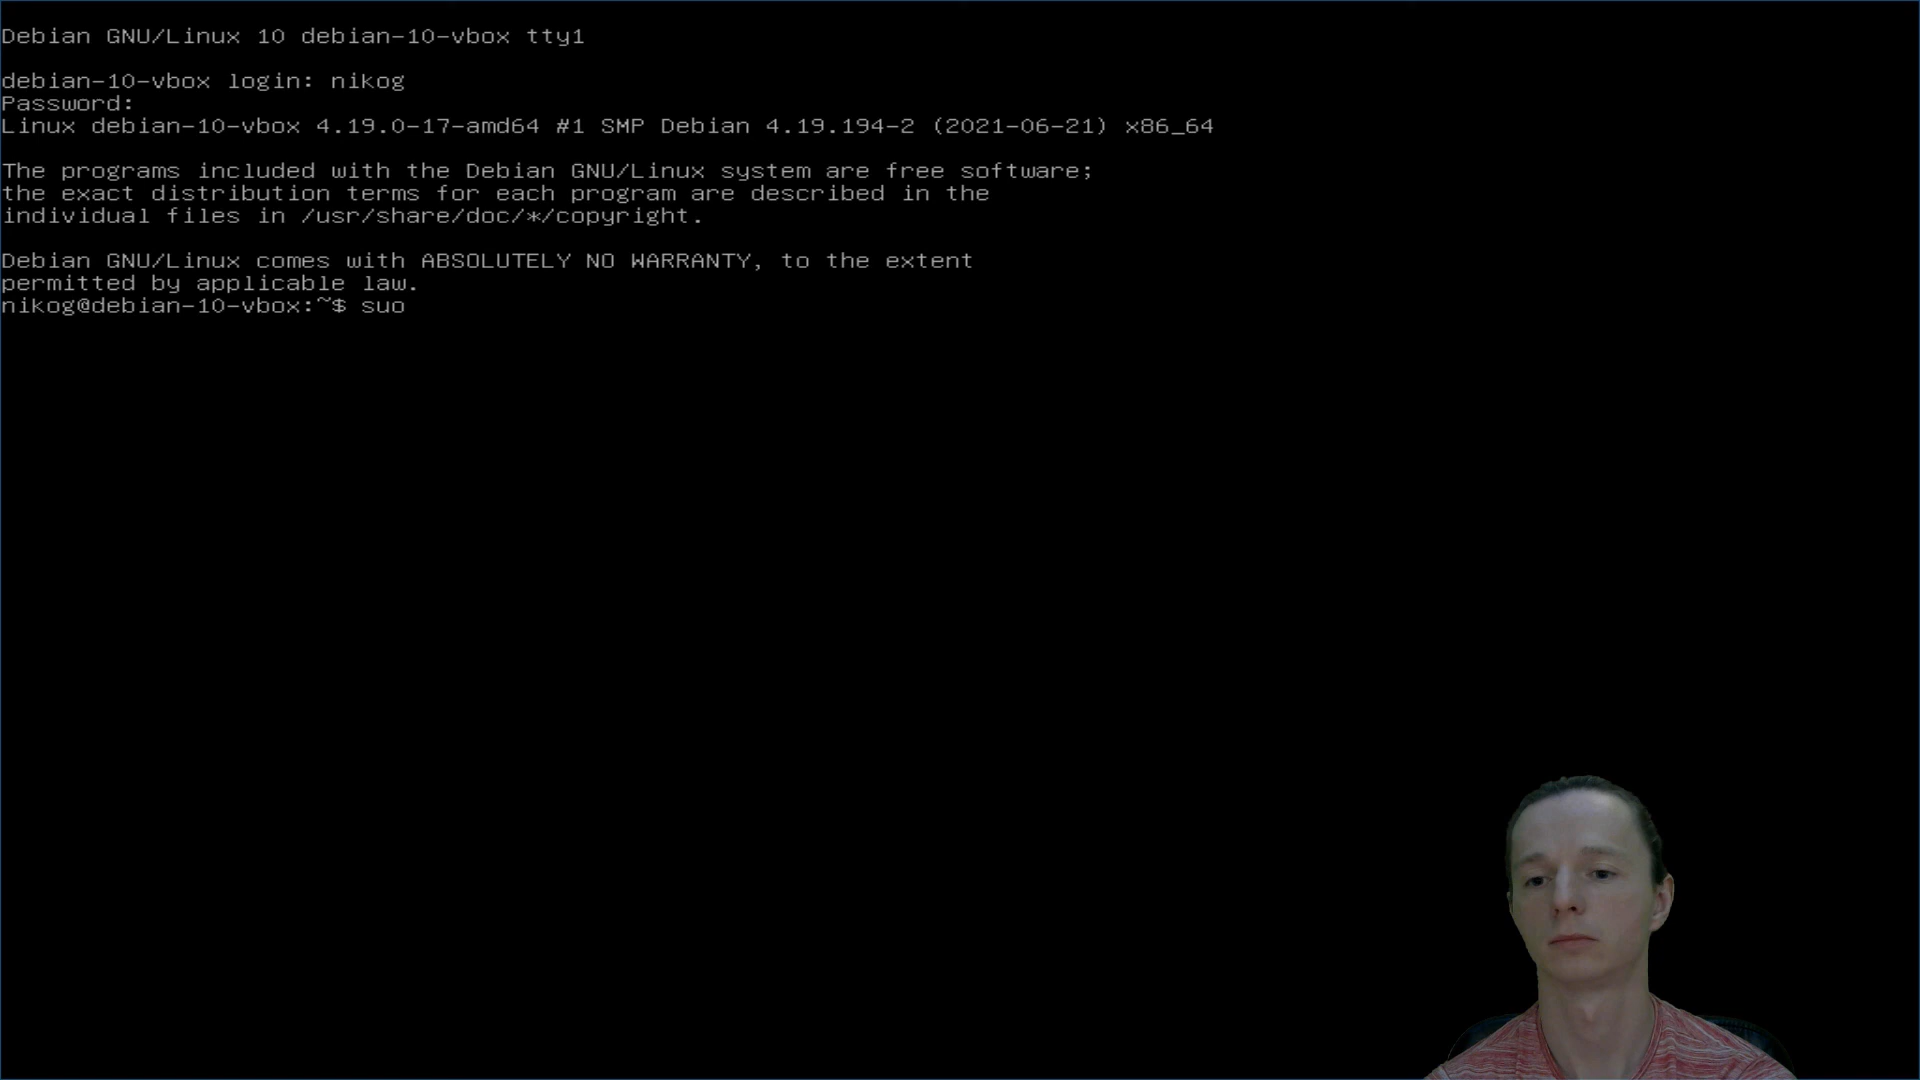 Debian GNU/Linux 10 debian-10-vbox tty1
debian-10-vbox login: nikog
Password:
Linux debian-10-vbox 4.19.0-17-amd64 #1 SMP Debian 4.19.194-2 (2021-06-21) x86_64
The programs included with the Debian GNU/Linux system are free software;
the exact distribution terms for each program are described in the
individual files in /usr/share/doc/*/copyright.
Debian GNU/Linux comes with ABSOLUTELY NO WARRANTY, to the extent
permitted by applicable law.
nikog@debian-10-vbox:~$ suo